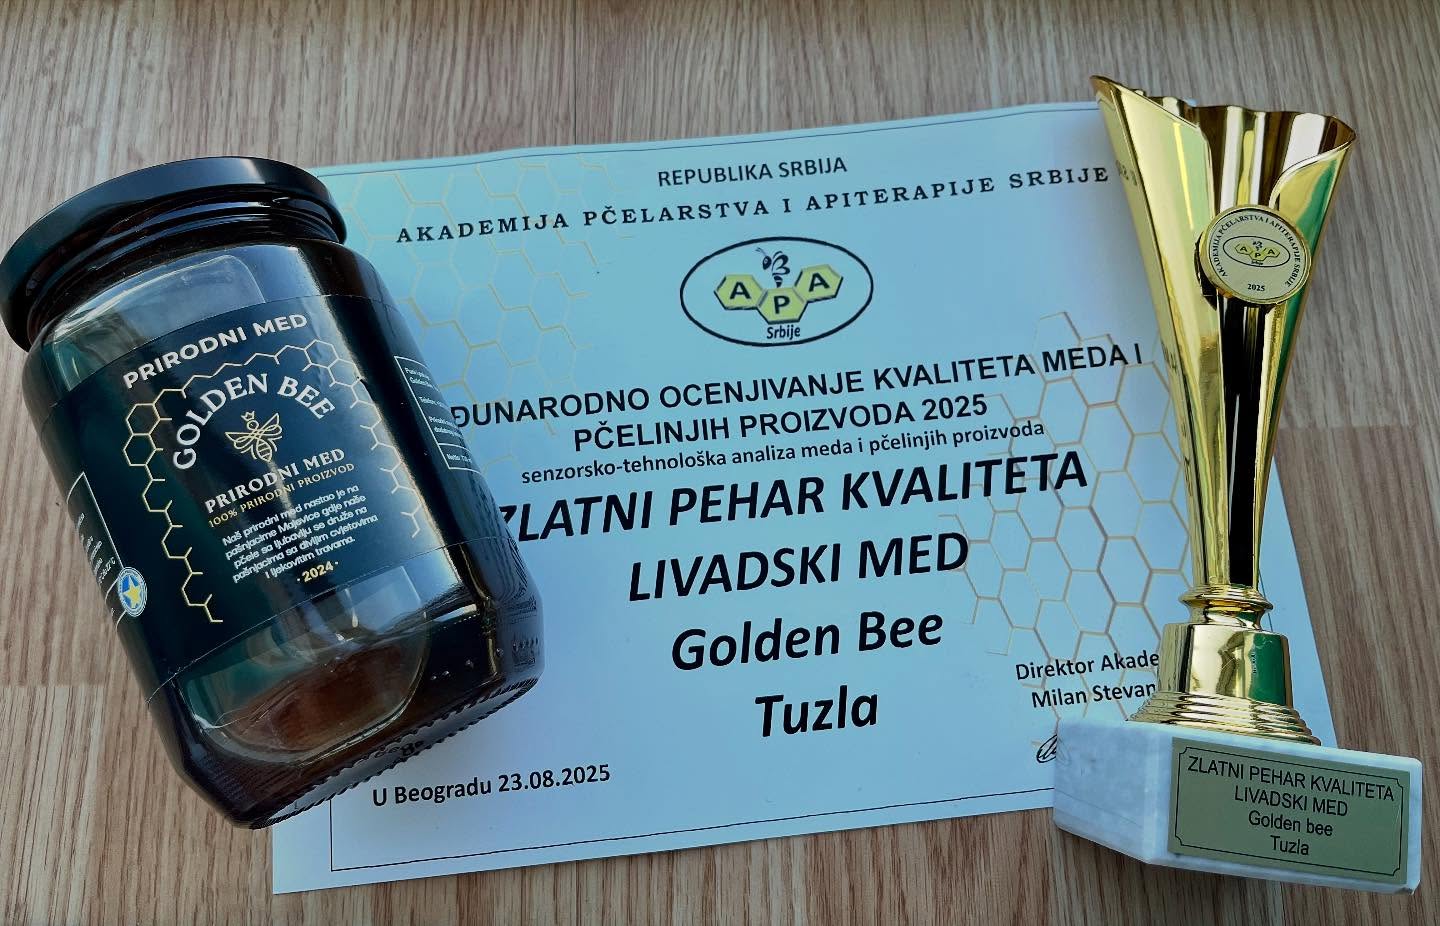 PRIRODNI MED
GOLDEN BEE
PRIRODNI MED
100% PRIRODNI PROIZVOD
Naš prirodni med nastao je na
pašnjacima Majevice gdje naše
pčele sa ljubavlju se druže na
pašnjacima sa divljim cvjetovima
i ljekovitim travama.
· 2024 ·
REPUBLIKA SRBIJA
AKADEMIJA PČELARSTVA I APITERAPIJE SRBIJE
A P A
Srbije
ĐUNARODNO OCENJIVANJE KVALITETA MEDA I
PČELINJIH PROIZVODA 2025
senzorsko-tehnološka analiza meda i pčelinjih proizvoda
ZLATNI PEHAR KVALITETA
LIVADSKI MED
Golden Bee
Tuzla
Direktor Akade
Milan Stevan
U Beogradu 23.08.2025
AKADEMIJA PČELARSTVA I APITERAPIJE SRBIJE
A P A
Srbije
2025
ZLATNI PEHAR KVALITETA
LIVADSKI MED
Golden bee
Tuzla